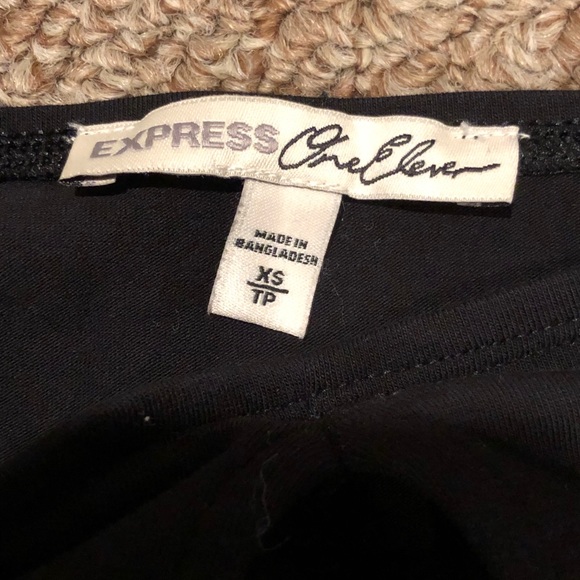 EXPRESS One Eleven
MADE IN
BANGLADESH
XS
TP